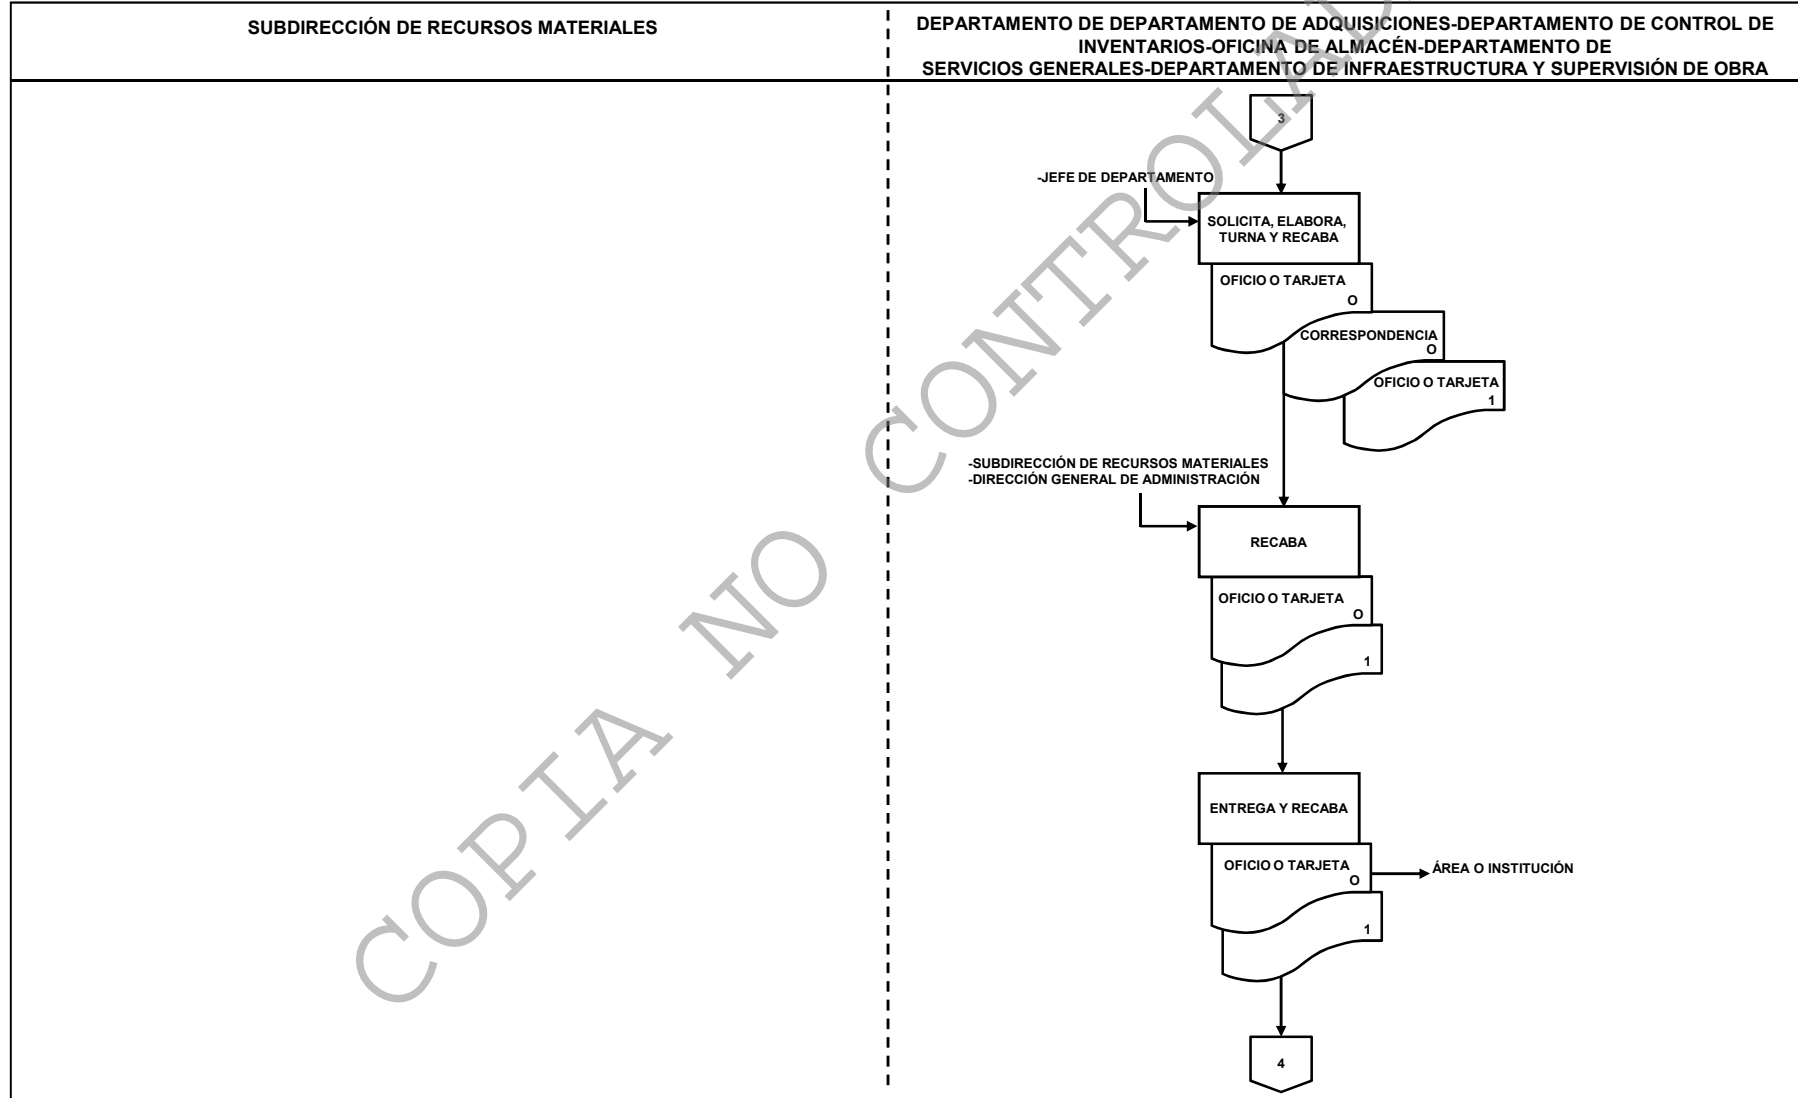 SUBDIRECCIÓN DE RECURSOS MATERIALES
DEPARTAMENTO DE DEPARTAMENTO DE ADQUISICIONES-DEPARTAMENTO DE CONTROL DE
INVENTARIOS-OFICINA DE ALMACÉN-DEPARTAMENTO DE
SERVICIOS GENERALES-DEPARTAMENTO DE INFRAESTRUCTURA Y SUPERVISIÓN DE OBRA
3
-JEFE DE DEPARTAMENTO
SOLICITA, ELABORA,
TURNA Y RECABA
OFICIO O TARJETA
O
CORRESPONDENCIA
O
OFICIO O TARJETA
1
-SUBDIRECCIÓN DE RECURSOS MATERIALES
-DIRECCIÓN GENERAL DE ADMINISTRACIÓN
RECABA
OFICIO O TARJETA
O
1
ENTREGA Y RECABA
OFICIO O TARJETA
O
ÁREA O INSTITUCIÓN
1
4
COPIA NO CONTROLA